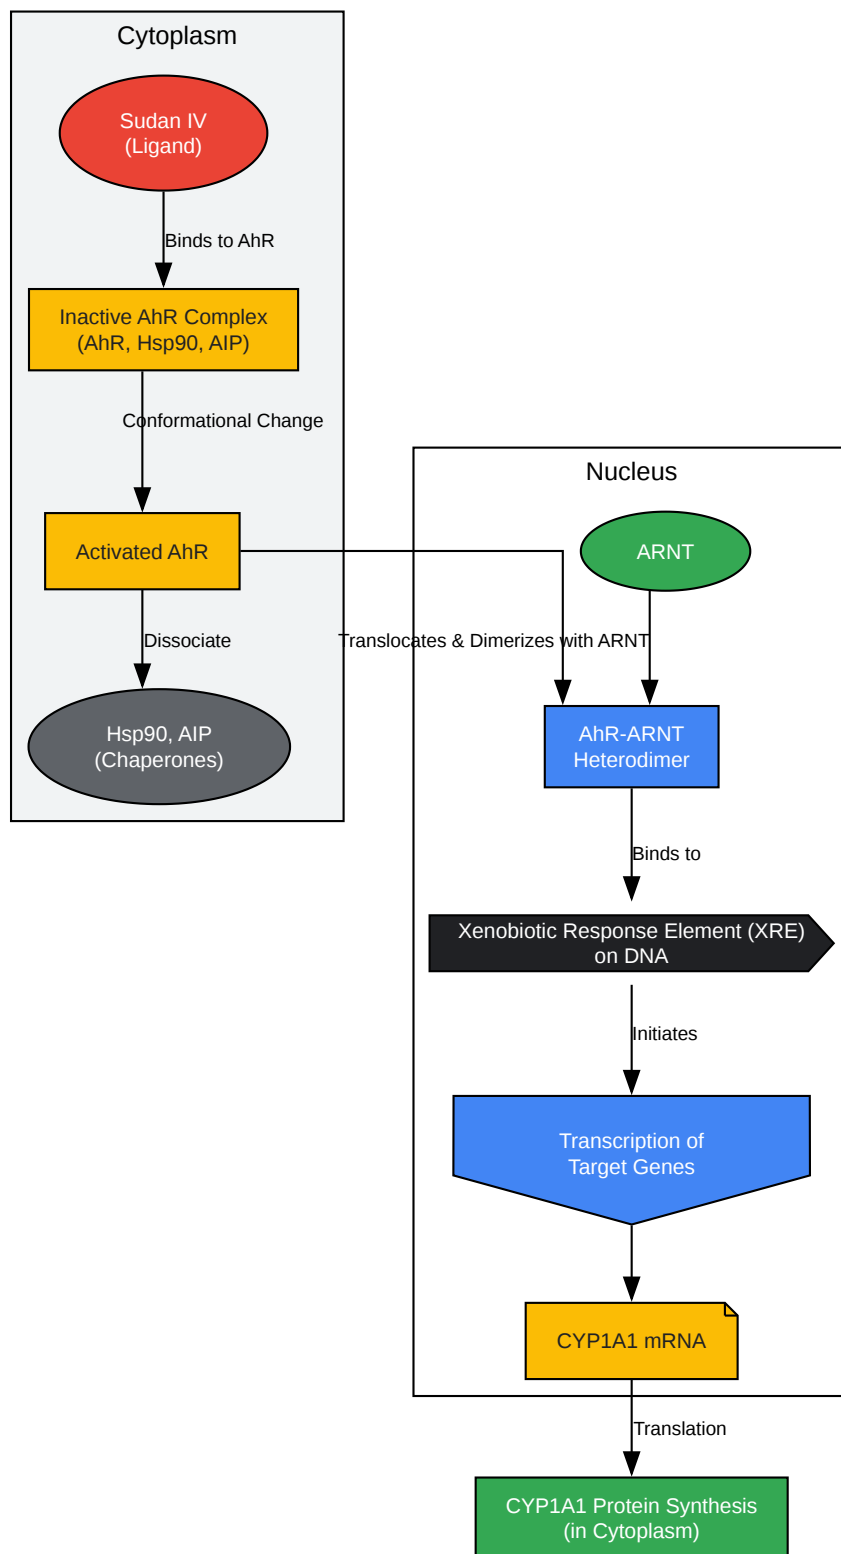 Cytoplasm
Sudan IV
(Ligand)
Binds to AhR
Inactive AhR Complex
(AhR, Hsp90, AIP)
Conformational Change
Activated AhR
Dissociate
Hsp90, AIP
(Chaperones)
Nucleus
ARNT
Translocates & Dimerizes with ARNT
AhR-ARNT
Heterodimer
Binds to
Xenobiotic Response Element (XRE)
on DNA
Initiates
Transcription of
Target Genes
CYP1A1 mRNA
Translation
CYP1A1 Protein Synthesis
(in Cytoplasm)